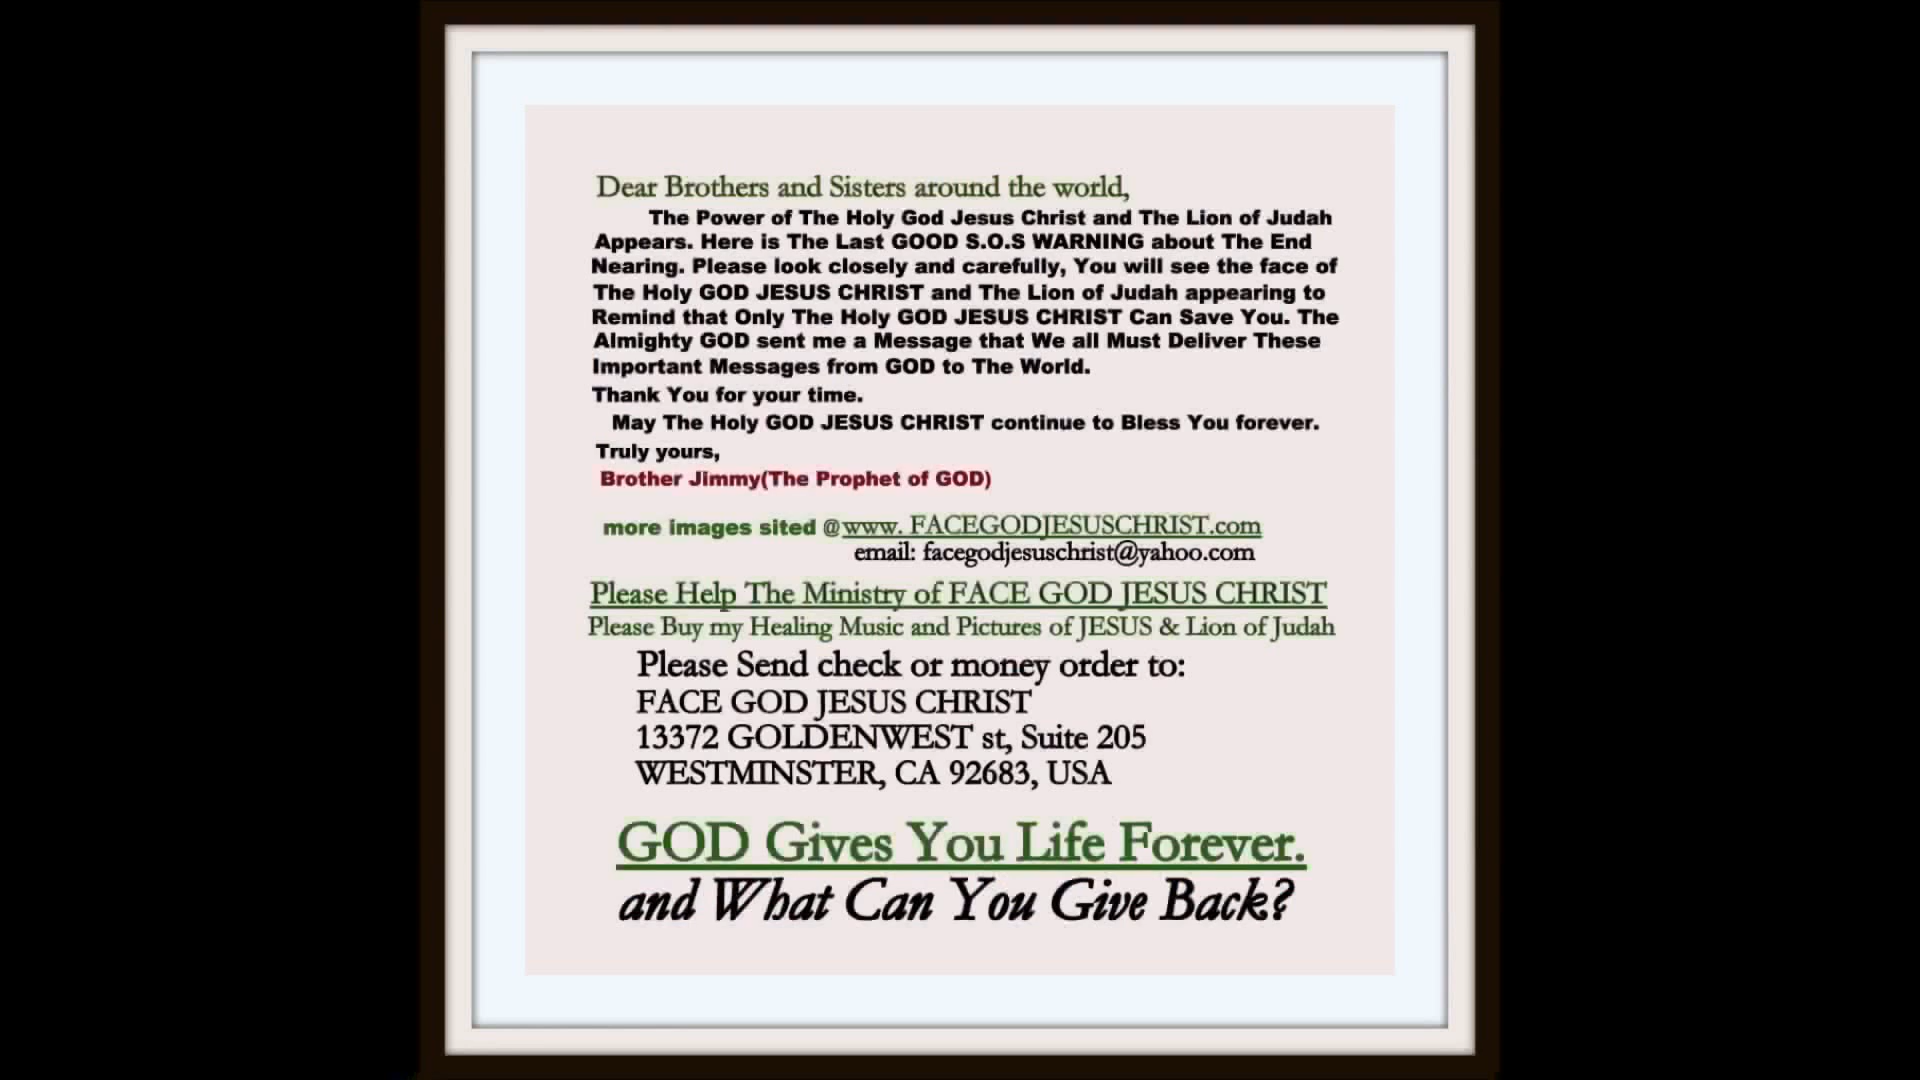 Dear Brothers and Sisters around the world,
The Power of The Holy God Jesus Christ and The Lion of Judah
Appears. Here is The Last GOOD S.O.S WARNING about The End
Nearing. Please look closely and carefully, You will see the face of
The Holy GOD JESUS CHRIST and The Lion of Judah appearing to
Remind that Only The Holy GOD JESUS CHRIST Can Save You. The
Almighty GOD sent me a Message that We all Must Deliver These
Important Messages from GOD to The World.
Thank You for your time.
May The Holy GOD JESUS CHRIST continue to Bless You forever.
Truly yours,
Brother Jimmy(The Prophet of GOD)
more images sited @www. FACEGODJESUSCHRIST.com
email: facegodjesuschrist@yahoo.com
Please Help The Ministry of FACE GOD JESUS CHRIST
Please Buy my Healing Music and Pictures of JESUS & Lion of Judah
Please Send check or money order to:
FACE GOD JESUS CHRIST
13372 GOLDENWEST st, Suite 205
WESTMINSTER, CA 92683, USA
GOD Gives You Life Forever.
and What Can You Give Back?